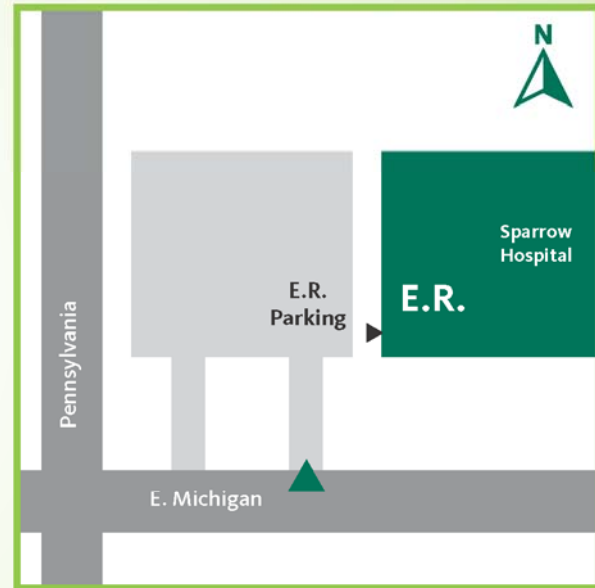 N
Sparrow
Hospital
E.R.
Parking
E.R.
Pennsylvania
E. Michigan